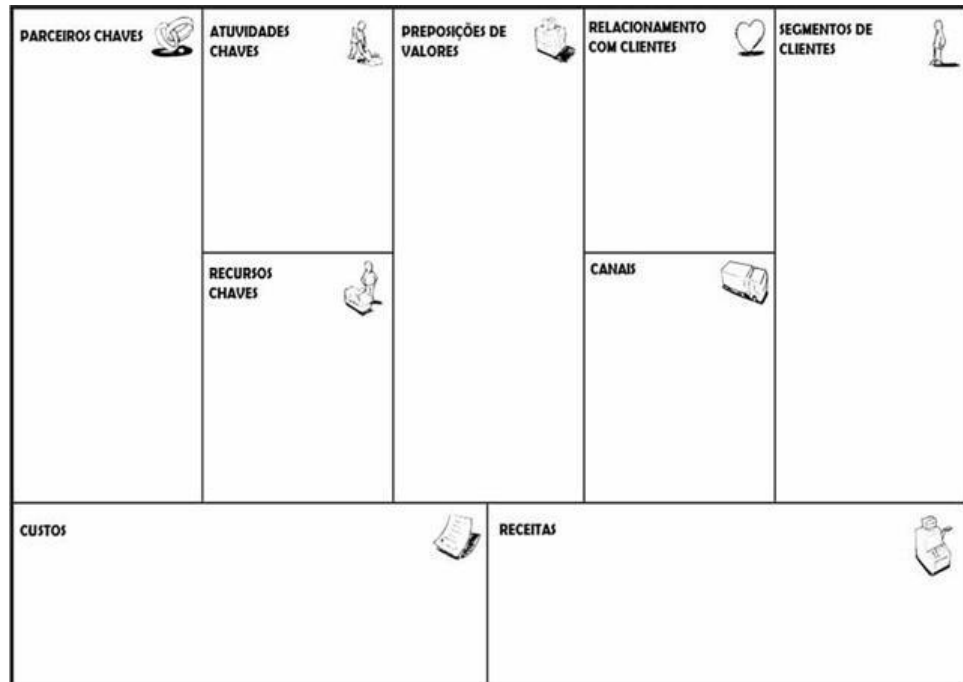 PARCEIROS CHAVES
ATUVIDADES
CHAVES
PREPOSIÇÕES DE
VALORES
RELACIONAMENTO
COM CLIENTES
SEGMENTOS DE
CLIENTES
RECURSOS
CHAVES
CANAIS
CUSTOS
RECEITAS